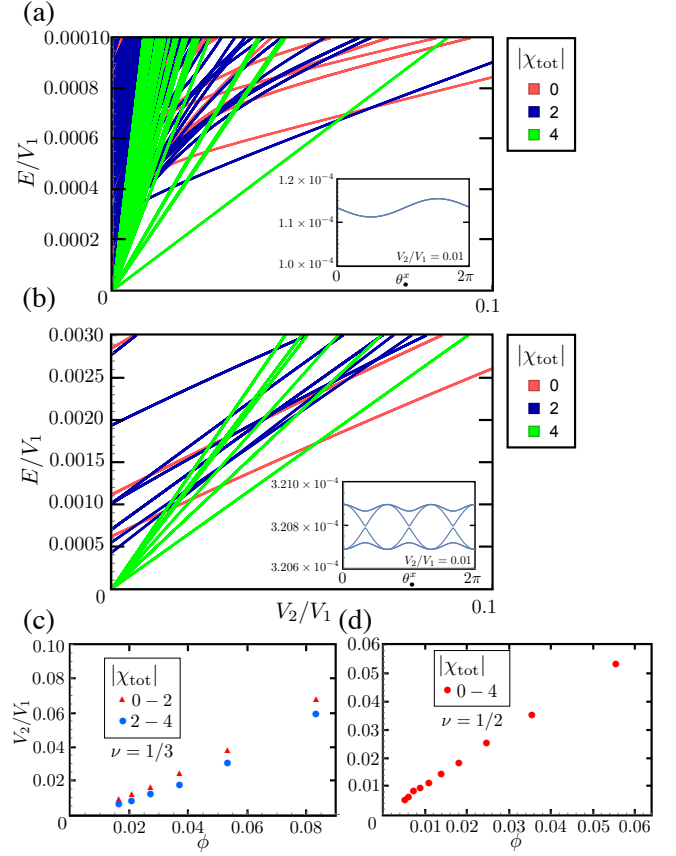 (a)
0.00010
0.0008
0.0006
0.0004
0.0002
0
E/V₁
0.1
|χtot|
0
2
4
1.2 × 10⁻⁴
1.1 × 10⁻⁴
1.0 × 10⁻⁴
V₂/V₁ = 0.01
0
θˣ•
2π
(b)
0.0030
0.0025
0.0020
0.0015
0.0010
0.0005
0
E/V₁
V₂/V₁
0.1
|χtot|
0
2
4
3.210 × 10⁻⁴
3.208 × 10⁻⁴
3.206 × 10⁻⁴
V₂/V₁ = 0.01
0
θˣ•
2π
(c)
0.10
0.08
0.06
0.04
0.02
0
V₂/V₁
|χtot|
0 − 2
2 − 4
ν = 1/3
0.02 0.04 0.06 0.08
ϕ
(d)
0.06
0.05
0.04
0.03
0.02
0.01
0
|χtot|
0 − 4
ν = 1/2
0.01 0.02 0.03 0.04 0.05 0.06
ϕ